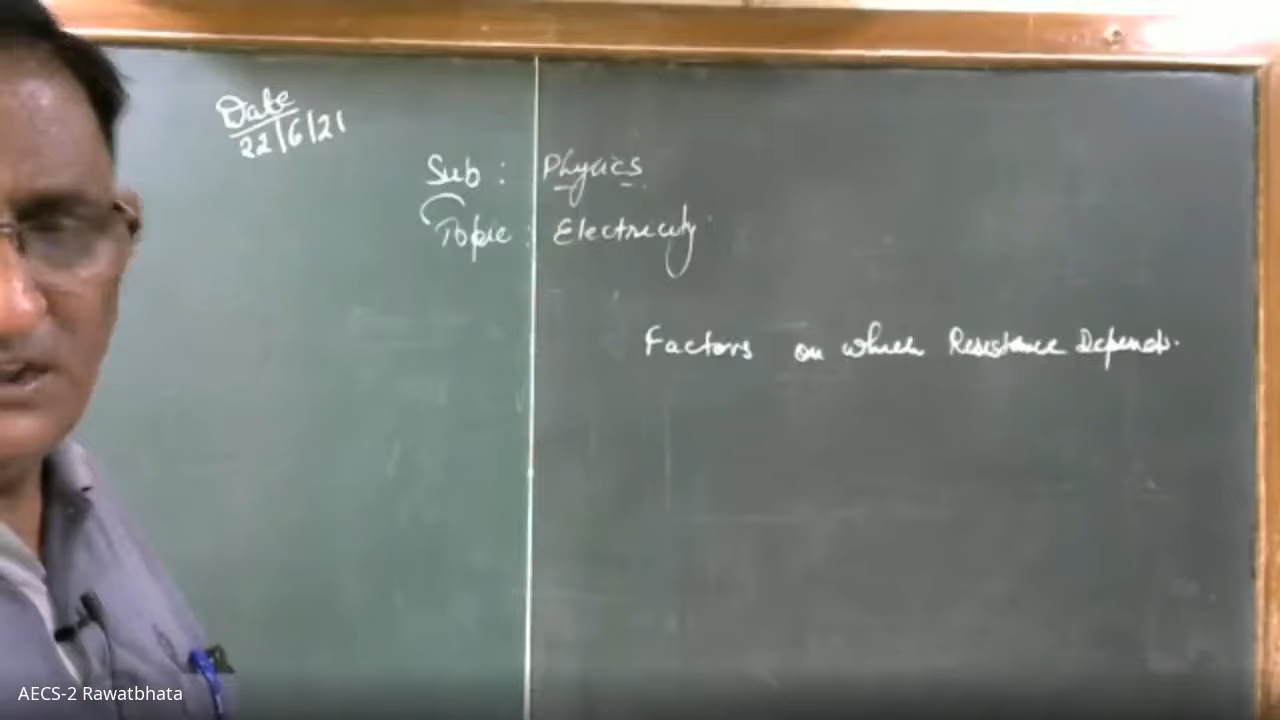 Date
22/6/21
Sub : Physics
Topic : Electricity
Factors on which Resistance Depends.
AECS-2 Rawatbhata